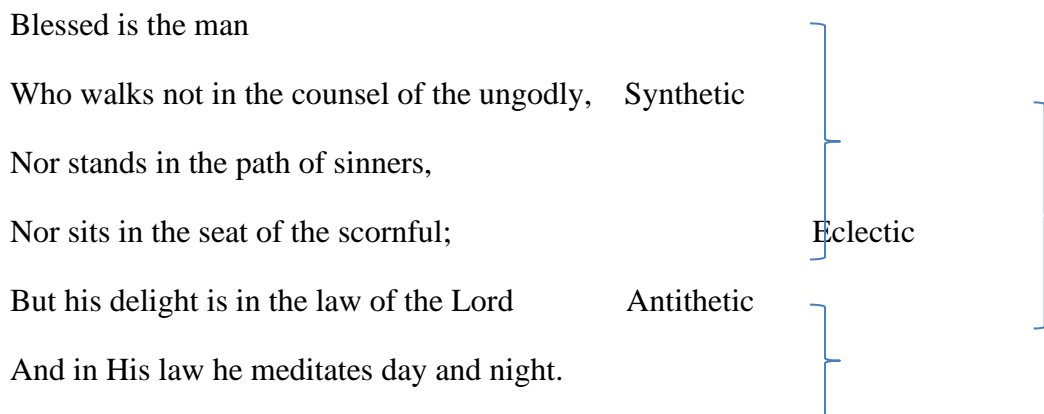 Blessed is the man
Who walks not in the counsel of the ungodly, Synthetic
Nor stands in the path of sinners,
Nor sits in the seat of the scornful; Eclectic
But his delight is in the law of the Lord Antithetic
And in His law he meditates day and night.